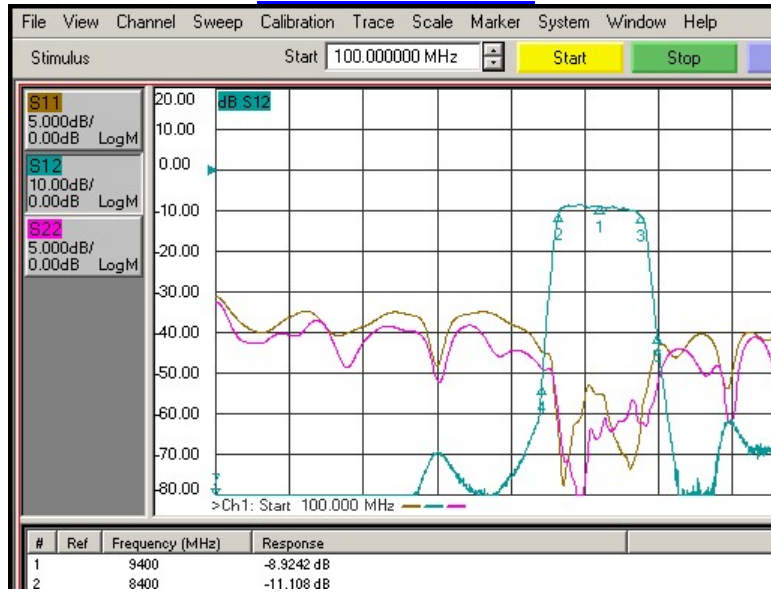 File View Channel Sweep Calibration Trace Scale Marker System Window Help
Stimulus Start 100.000000 MHz Start Stop
S11
5.000dB/
0.00dB LogM
S12
10.00dB/
0.00dB LogM
S22
5.000dB/
0.00dB LogM
dB S12
20.00
10.00
0.00
-10.00
-20.00
-30.00
-40.00
-50.00
-60.00
-70.00
-80.00
2 1 3
4
>Ch1: Start 100.000 MHz
# Ref Frequency (MHz) Response
1 9400 -8.9242 dB
2 8400 -11.108 dB